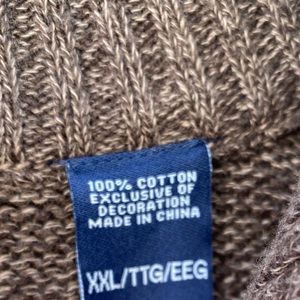 100% COTTON
EXCLUSIVE OF
DECORATION
MADE IN CHINA
XXL/TTG/EEG